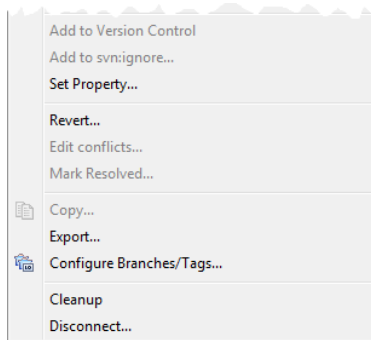 Add to Version Control
Add to svn:ignore...
Set Property...
Revert...
Edit conflicts...
Mark Resolved...
Copy...
Export...
Configure Branches/Tags...
Cleanup
Disconnect...